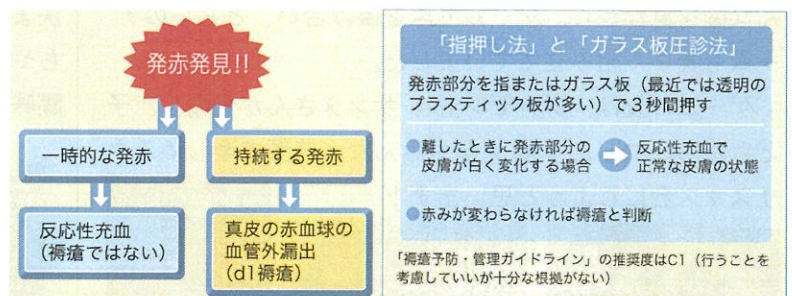 発赤発見!!
一時的な発赤
持続する発赤
反応性充血
(褥瘡ではない)
真皮の赤血球の
血管外漏出
(d1褥瘡)
「指押し法」と「ガラス板圧診法」
発赤部分を指またはガラス板(最近では透明の
プラスティック板が多い)で3秒間押す
●離したときに発赤部分の
皮膚が白く変化する場合
反応性充血で
正常な皮膚の状態
●赤みが変わらなければ褥瘡と判断
「褥瘡予防・管理ガイドライン」の推奨度はC1(行うことを
考慮していいが十分な根拠がない)